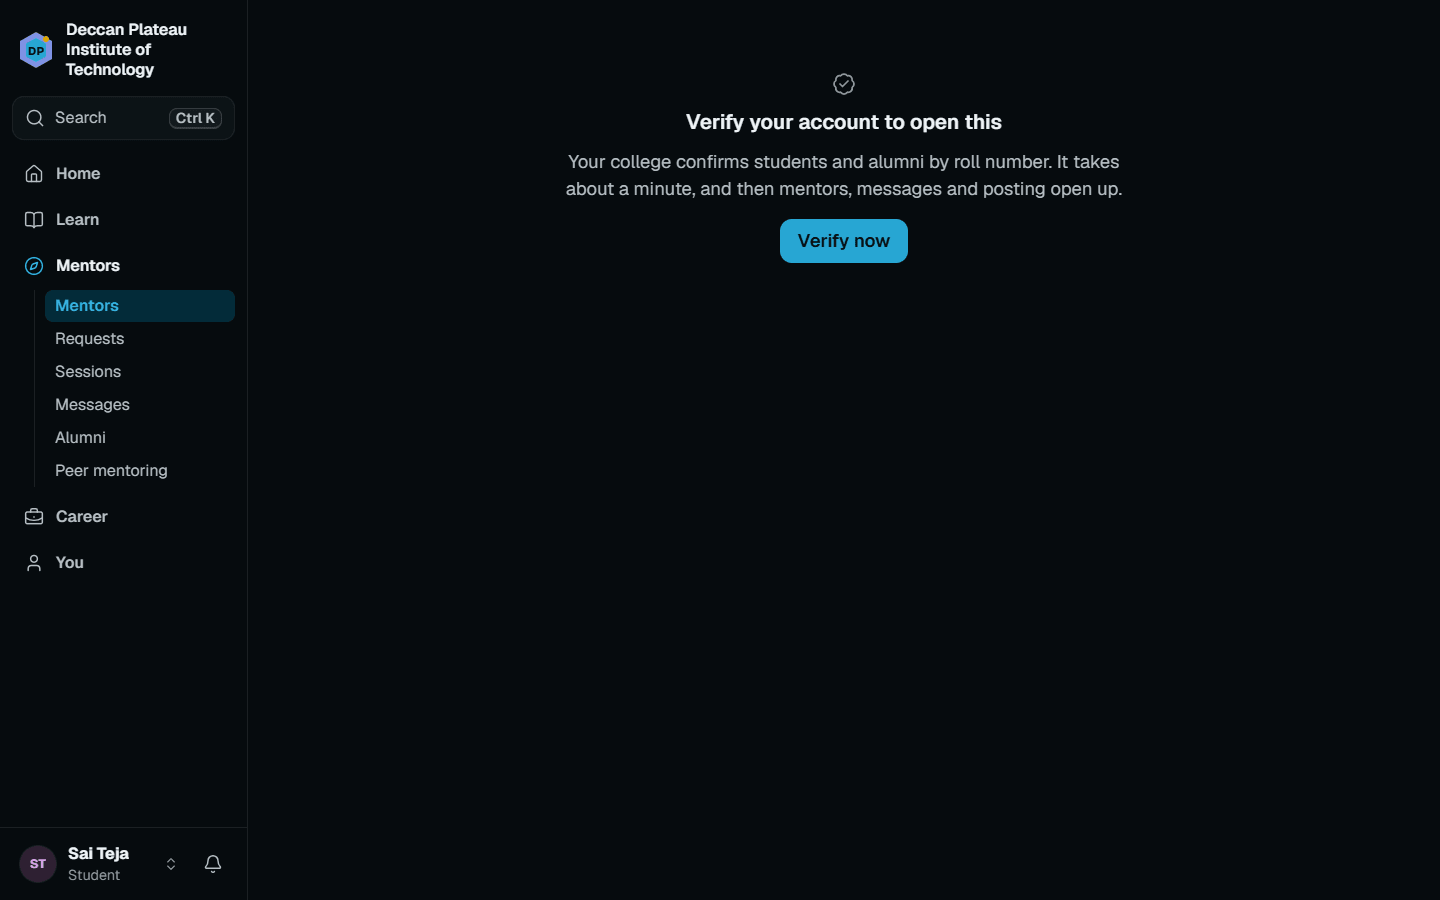 DP
Deccan Plateau
Institute of
Technology
Search
Ctrl K
Home
Learn
Mentors
Mentors
Requests
Sessions
Messages
Alumni
Peer mentoring
Career
You
ST
Sai Teja
Student
Verify your account to open this
Your college confirms students and alumni by roll number. It takes
about a minute, and then mentors, messages and posting open up.
Verify now